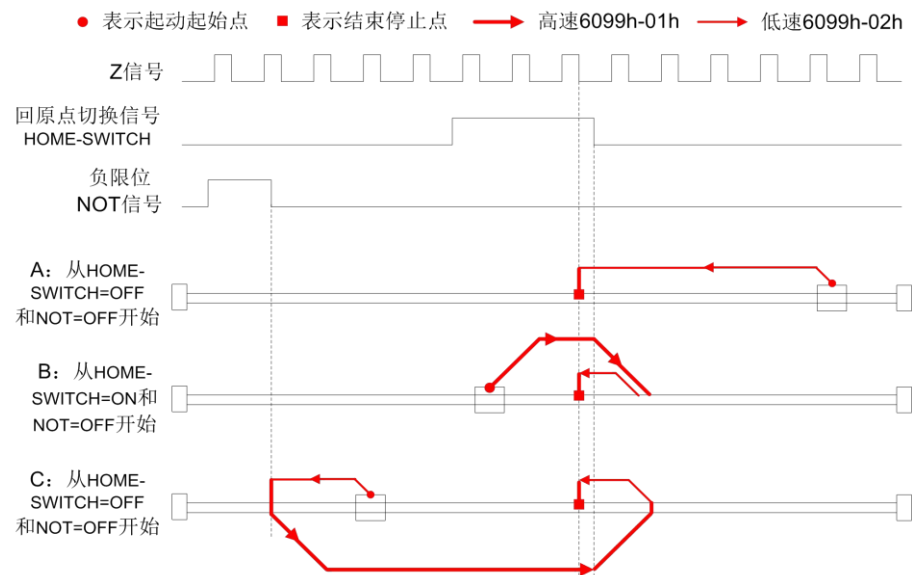 表示起动起始点 表示结束停止点 高速6099h-01h 低速6099h-02h
Z信号
回原点切换信号
HOME-SWITCH
负限位
NOT信号
A：从HOME-
SWITCH=OFF
和NOT=OFF开始
B：从HOME-
SWITCH=ON和
NOT=OFF开始
C：从HOME-
SWITCH=OFF
和NOT=OFF开始